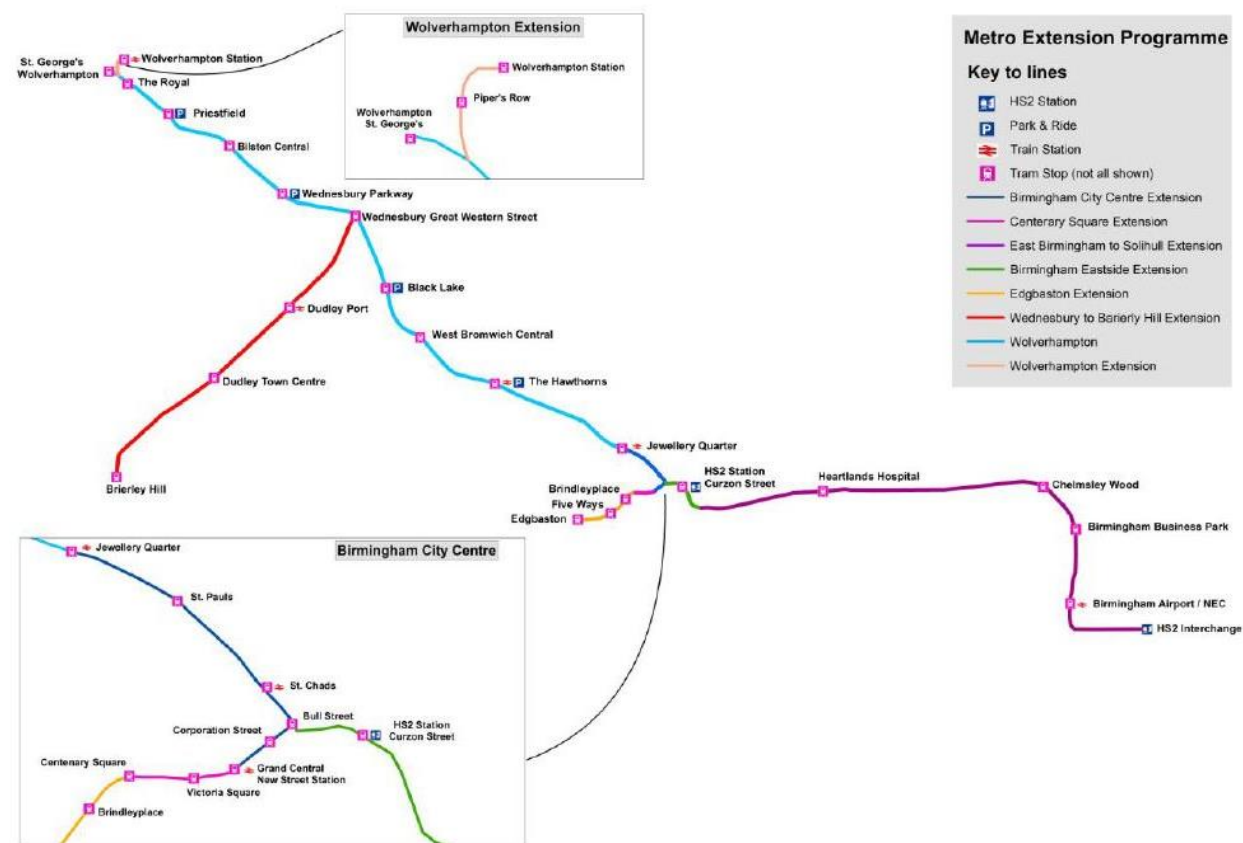 Wolverhampton Extension
Wolverhampton Station
Piper's Row
Wolverhampton
St. George's
Metro Extension Programme
Key to lines
HS2 Station
P Park & Ride
Train Station
Tram Stop (not all shown)
Birmingham City Centre Extension
Centerary Square Extension
East Birmingham to Solihull Extension
Birmingham Eastside Extension
Edgbaston Extension
Wednesbury to Barierly Hill Extension
Wolverhampton
Wolverhampton Extension
Wolverhampton Station
St. George's
Wolverhampton
The Royal
P Priestfield
Bilston Central
P Wednesbury Parkway
Wednesbury Great Western Street
P Black Lake
Dudley Port
West Bromwich Central
Dudley Town Centre
P The Hawthorns
Jewellery Quarter
Brierley Hill
HS2 Station
Curzon Street
Brindleyplace
Five Ways
Edgbaston
Heartlands Hospital
Chelmsley Wood
Birmingham Business Park
Birmingham Airport / NEC
HS2 Interchange
Birmingham City Centre
Jewellery Quarter
St. Pauls
St. Chads
Bull Street
Corporation Street
HS2 Station
Curzon Street
Centenary Square
Grand Central
New Street Station
Victoria Square
Brindleyplace